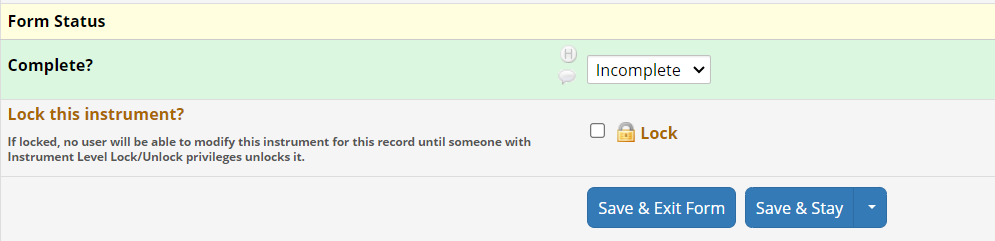 Form Status
Complete?
H
Incomplete
Lock this instrument?
If locked, no user will be able to modify this instrument for this record until someone with
Instrument Level Lock/Unlock privileges unlocks it.
Lock
Save & Exit Form
Save & Stay